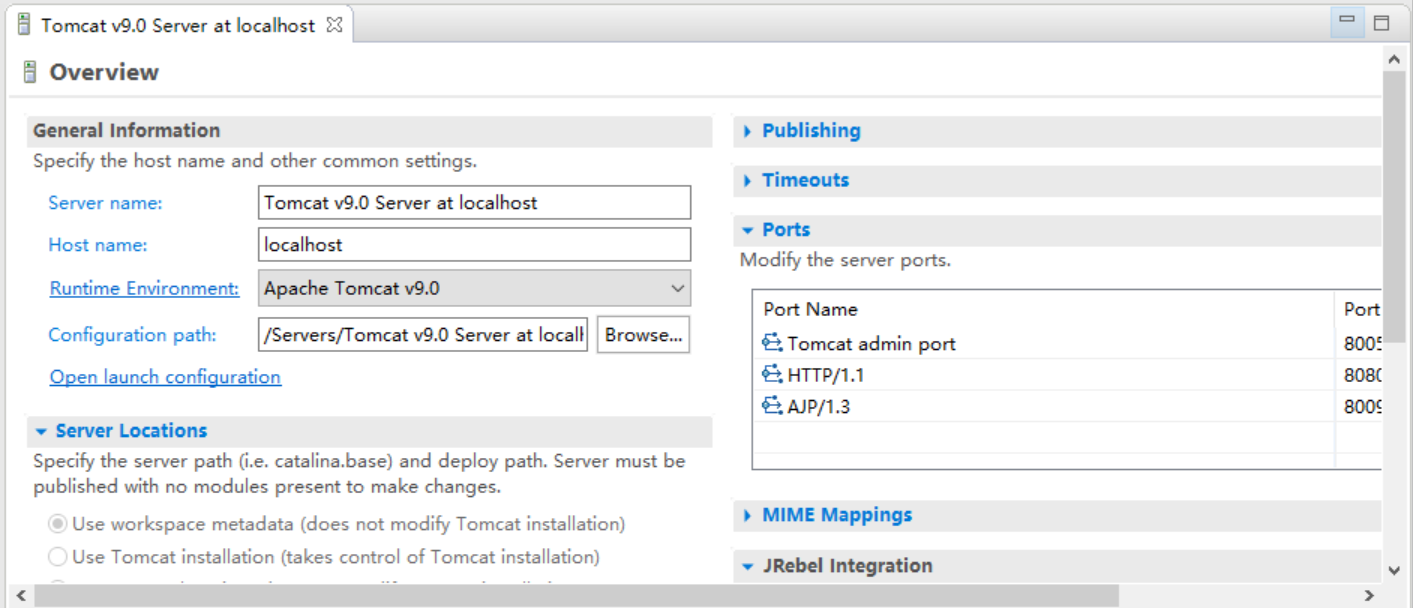 Tomcat v9.0 Server at localhost
Overview
General Information
Specify the host name and other common settings.
Server name:
Tomcat v9.0 Server at localhost
Host name:
localhost
Runtime Environment:
Apache Tomcat v9.0
Configuration path:
/Servers/Tomcat v9.0 Server at local
Browse...
Open launch configuration
Server Locations
Specify the server path (i.e. catalina.base) and deploy path. Server must be
published with no modules present to make changes.
Use workspace metadata (does not modify Tomcat installation)
Use Tomcat installation (takes control of Tomcat installation)
Publishing
Timeouts
Ports
Modify the server ports.
Port Name Port
Tomcat admin port 8005
HTTP/1.1 8080
AJP/1.3 8009
MIME Mappings
JRebel Integration